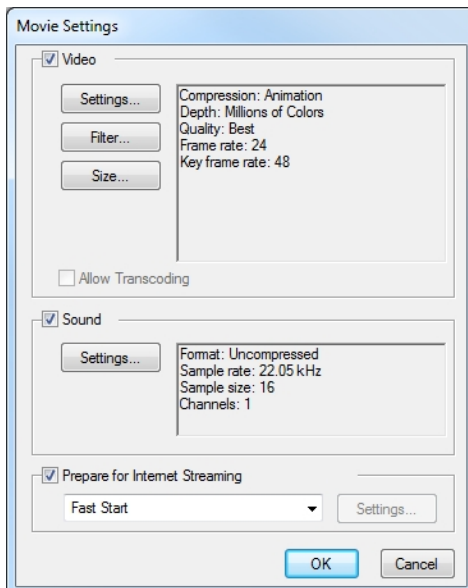 Movie Settings
Video
Settings...
Filter...
Size...
Compression: Animation
Depth: Millions of Colors
Quality: Best
Frame rate: 24
Key frame rate: 48
Allow Transcoding
Sound
Settings...
Format: Uncompressed
Sample rate: 22.05 kHz
Sample size: 16
Channels: 1
Prepare for Internet Streaming
Fast Start
Settings...
OK
Cancel